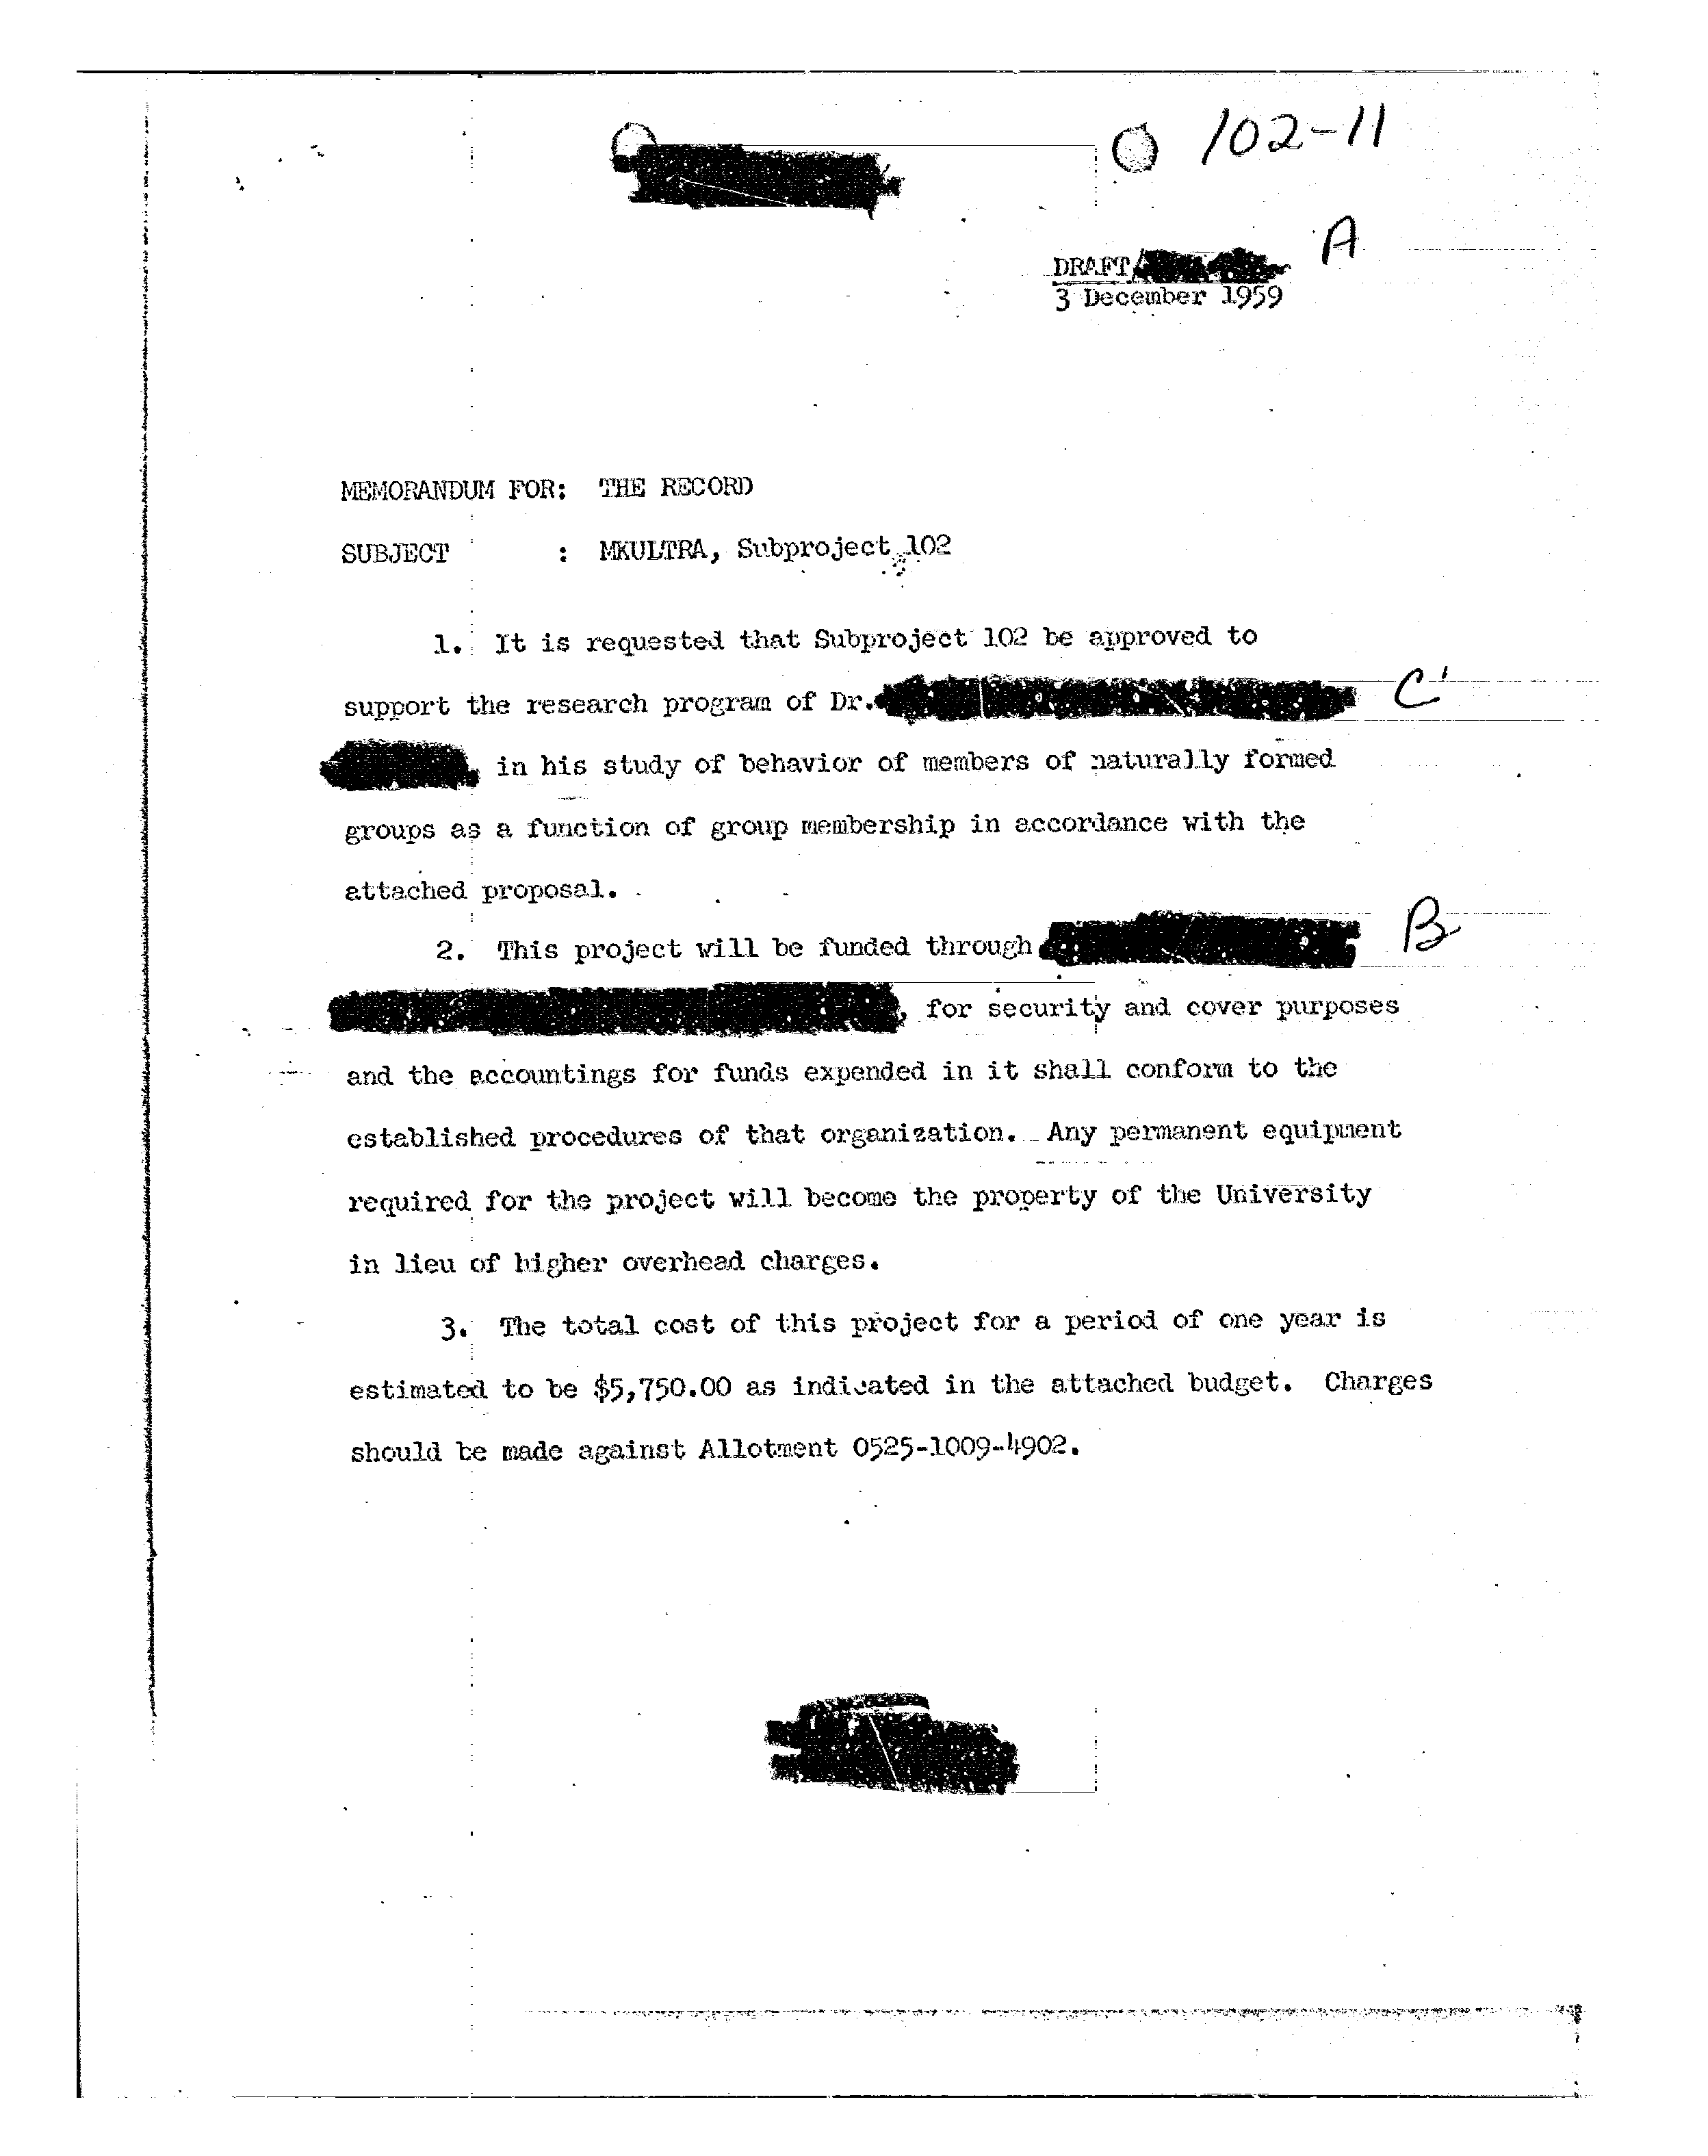 102-11
A
DRAFT/
3 December 1959
MEMORANDUM FOR: THE RECORD
SUBJECT : MKULTRA, Subproject 102
1. It is requested that Subproject 102 be approved to
support the research program of Dr.
C'
in his study of behavior of members of naturally formed
groups as a function of group membership in accordance with the
attached proposal.
2. This project will be funded through
B
, for security and cover purposes
and the accountings for funds expended in it shall conform to the
established procedures of that organization. Any permanent equipment
required for the project will become the property of the University
in lieu of higher overhead charges.
3. The total cost of this project for a period of one year is
estimated to be $5,750.00 as indicated in the attached budget. Charges
should be made against Allotment 0525-1009-4902.